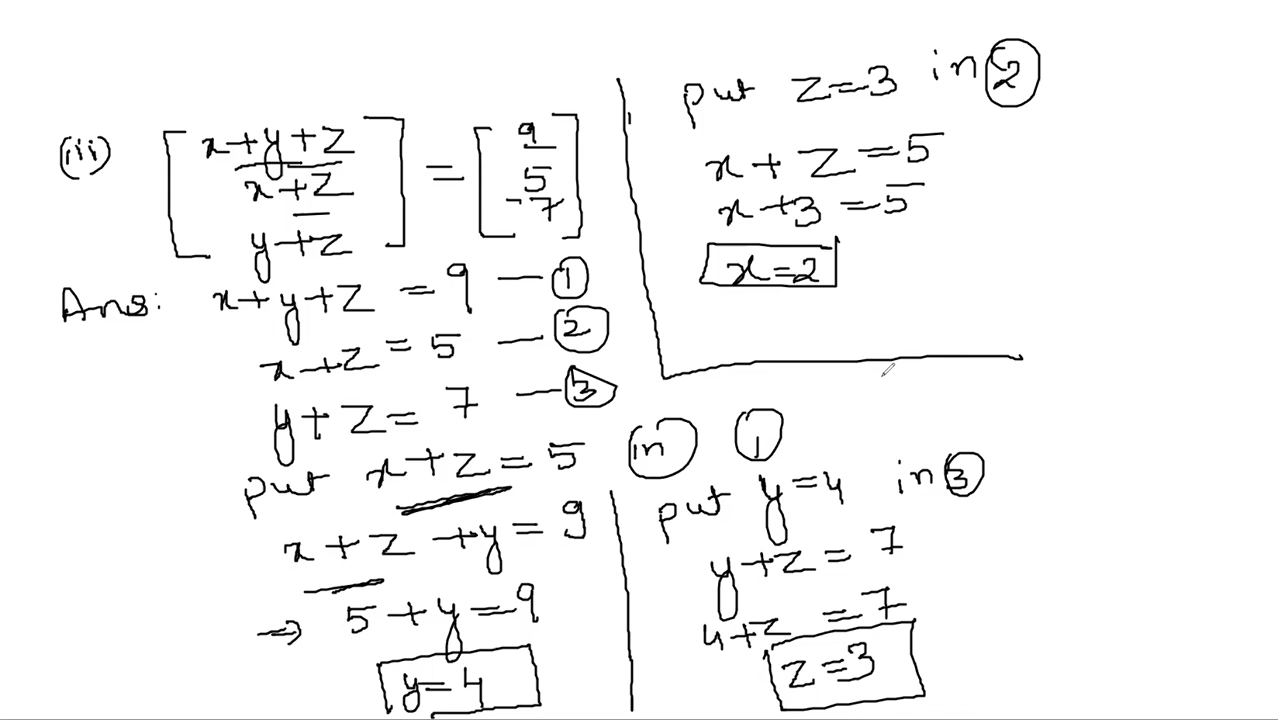 (iii) [x+y+z
x+z
y+z] = [9
5
-7]
Ans: x+y+z = 9 — ①
x+z = 5 — ②
y+z = 7 — ③
put x+z = 5 in ①
x+z +y = 9
⇒ 5+y=9
y=4
put y=4 in ③
y+z = 7
4+z = 7
z=3
put z=3 in ②
x+z =5
x+3 =5
x=2